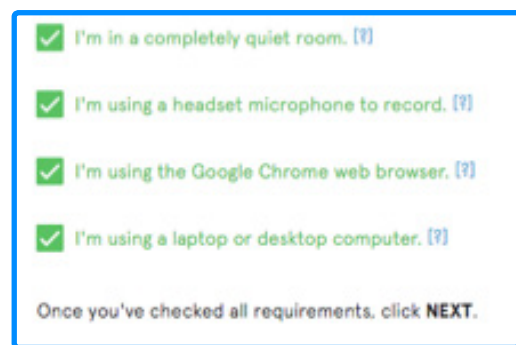 I'm in a completely quiet room. [?]
I'm using a headset microphone to record. [?]
I'm using the Google Chrome web browser. [?]
I'm using a laptop or desktop computer. [?]
Once you've checked all requirements, click NEXT.